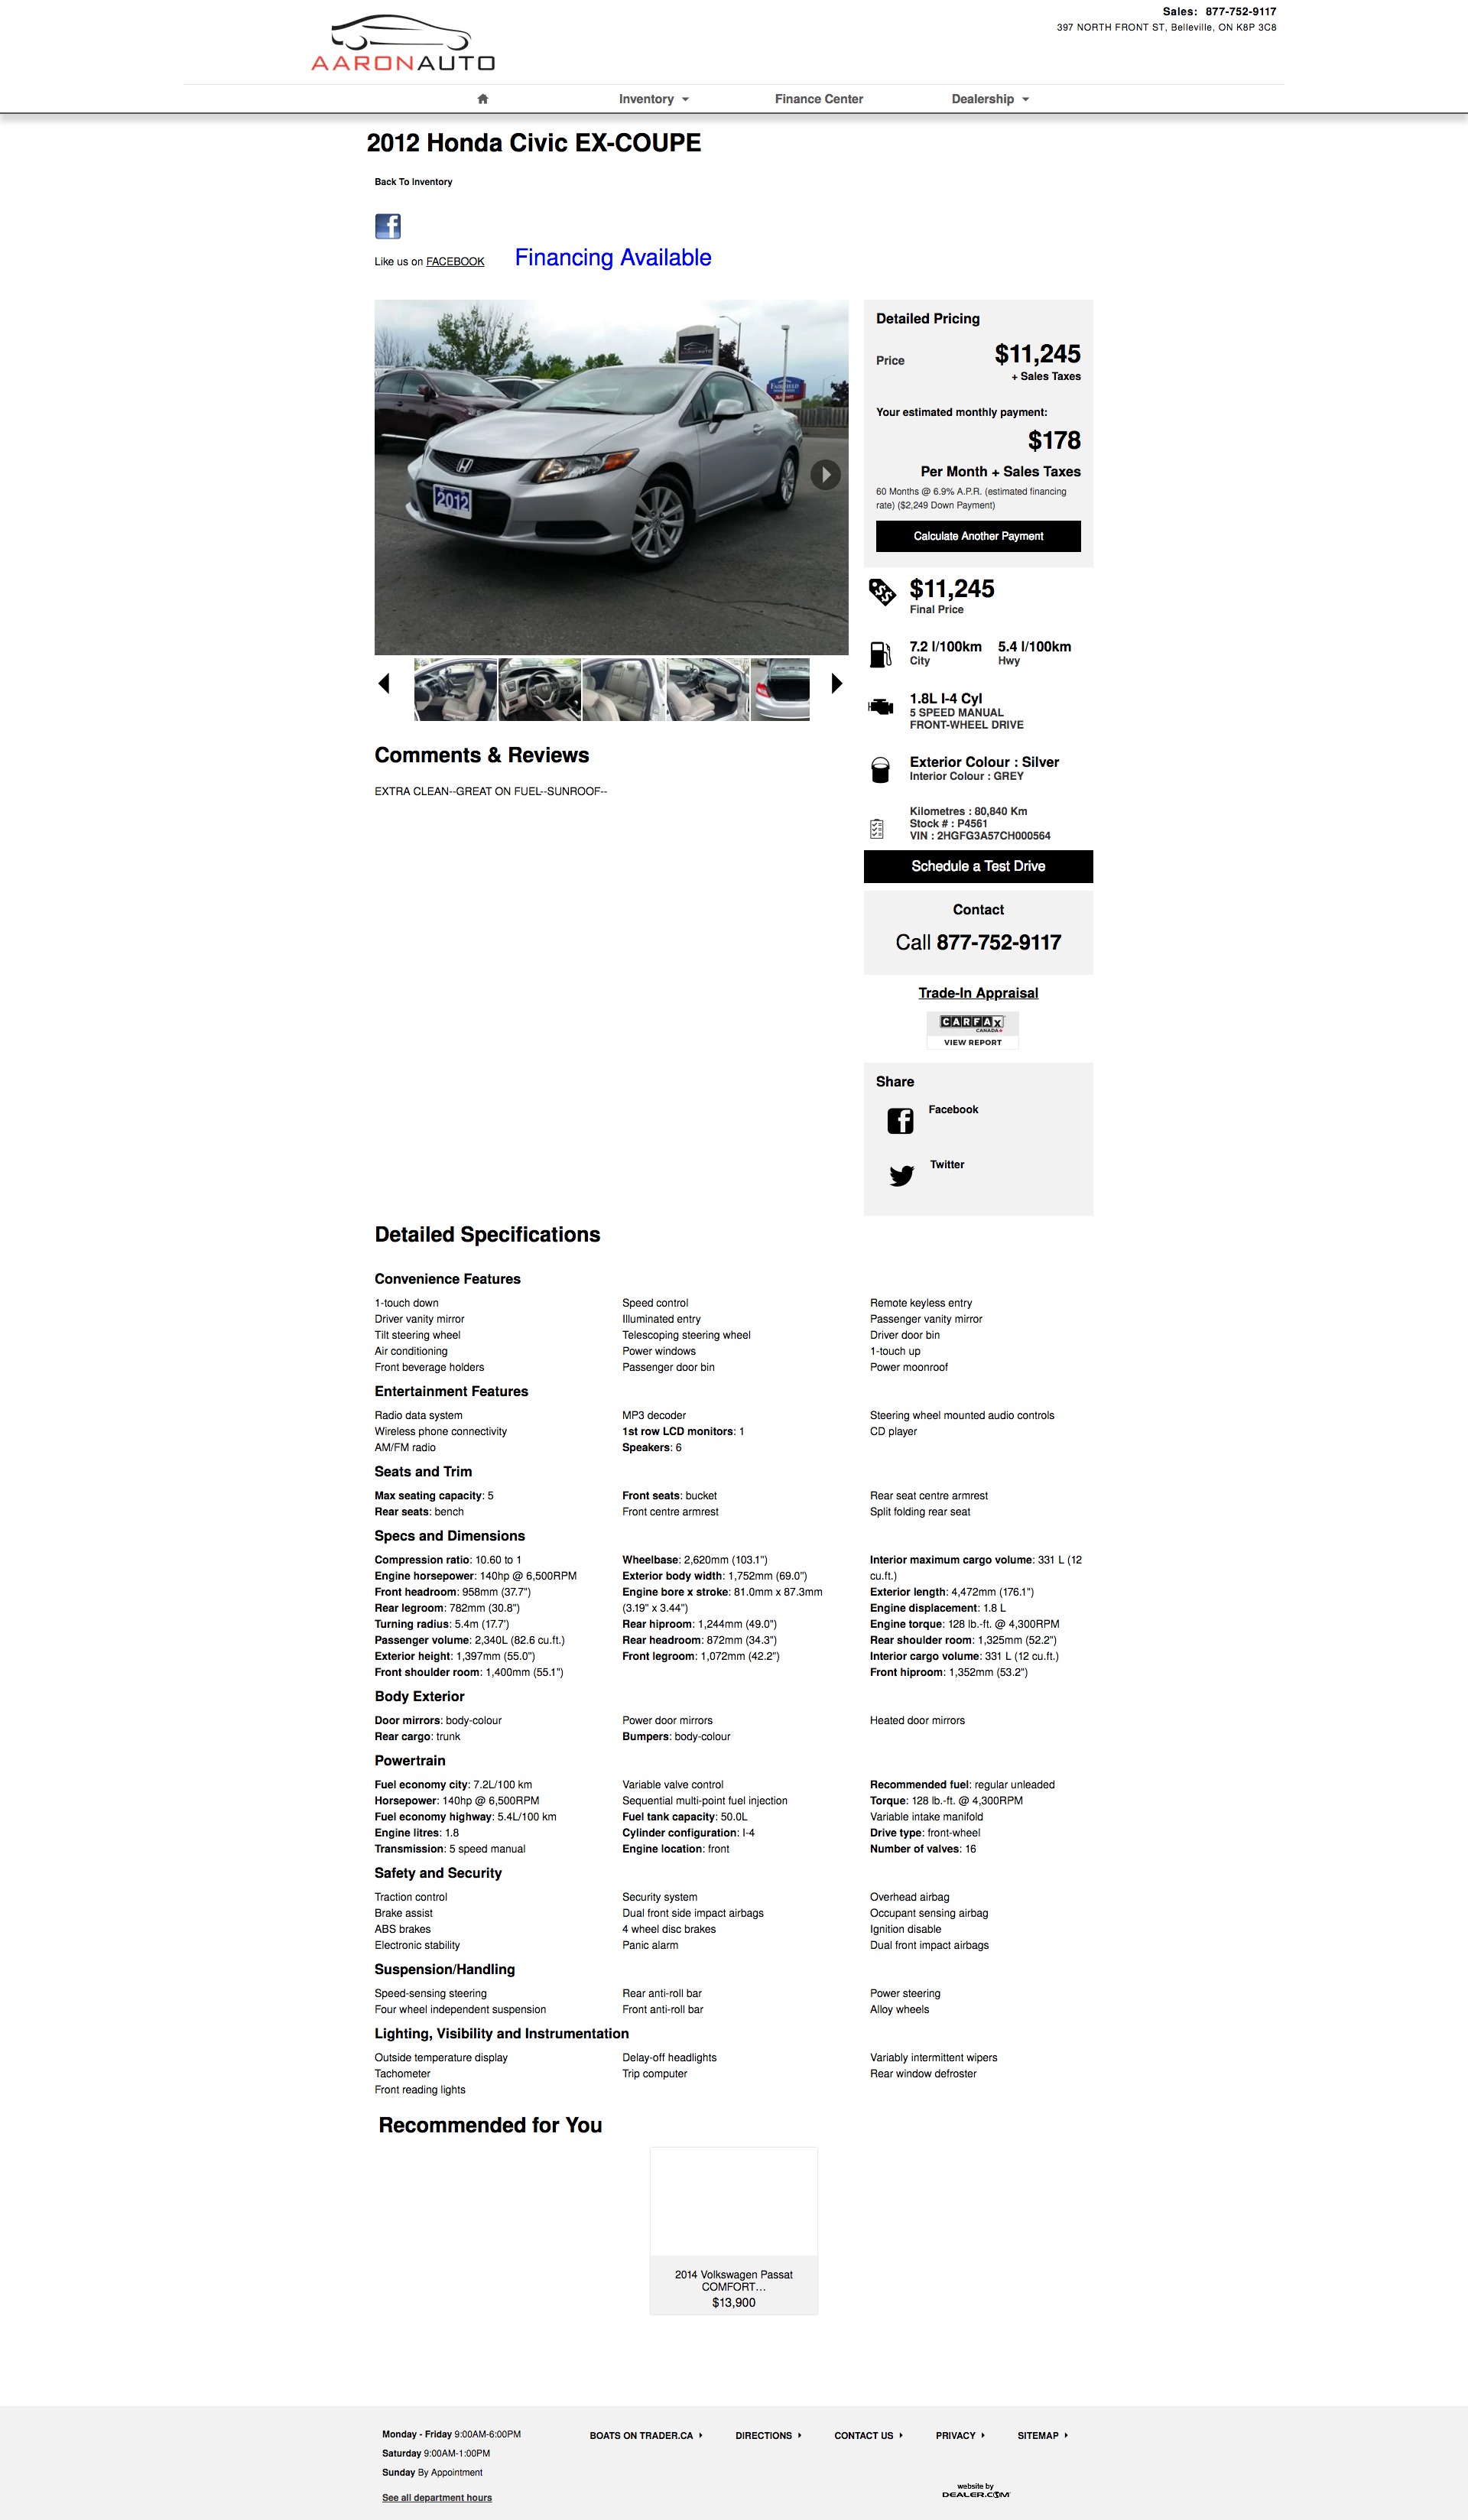 AARONAUTO
Sales: 877-752-9117
397 NORTH FRONT ST, Belleville, ON K8P 3C8
Inventory
Finance Center
Dealership
2012 Honda Civic EX-COUPE
Back To Inventory
Like us on FACEBOOK
Financing Available
2012
Detailed Pricing
Price
$11,245
+ Sales Taxes
Your estimated monthly payment:
$178
Per Month + Sales Taxes
60 Months @ 6.9% A.P.R. (estimated financing
rate) ($2,249 Down Payment)
Calculate Another Payment
$11,245
Final Price
7.2 l/100km 5.4 l/100km
City Hwy
1.8L I-4 Cyl
5 SPEED MANUAL
FRONT-WHEEL DRIVE
Exterior Colour : Silver
Interior Colour : GREY
Kilometres : 80,840 Km
Stock # : P4561
VIN : 2HGFG3A57CH000564
Schedule a Test Drive
Contact
Call 877-752-9117
Trade-In Appraisal
CARFAX
CANADA
VIEW REPORT
Share
Facebook
Twitter
Comments & Reviews
EXTRA CLEAN--GREAT ON FUEL--SUNROOF--
Detailed Specifications
Convenience Features
1-touch down Speed control Remote keyless entry
Driver vanity mirror Illuminated entry Passenger vanity mirror
Tilt steering wheel Telescoping steering wheel Driver door bin
Air conditioning Power windows 1-touch up
Front beverage holders Passenger door bin Power moonroof
Entertainment Features
Radio data system MP3 decoder Steering wheel mounted audio controls
Wireless phone connectivity 1st row LCD monitors: 1 CD player
AM/FM radio Speakers: 6
Seats and Trim
Max seating capacity: 5 Front seats: bucket Rear seat centre armrest
Rear seats: bench Front centre armrest Split folding rear seat
Specs and Dimensions
Compression ratio: 10.60 to 1 Wheelbase: 2,620mm (103.1") Interior maximum cargo volume: 331 L (12
Engine horsepower: 140hp @ 6,500RPM Exterior body width: 1,752mm (69.0") cu.ft.)
Front headroom: 958mm (37.7") Engine bore x stroke: 81.0mm x 87.3mm Exterior length: 4,472mm (176.1")
Rear legroom: 782mm (30.8") (3.19" x 3.44") Engine displacement: 1.8 L
Turning radius: 5.4m (17.7') Rear hiproom: 1,244mm (49.0") Engine torque: 128 lb.-ft. @ 4,300RPM
Passenger volume: 2,340L (82.6 cu.ft.) Rear headroom: 872mm (34.3") Rear shoulder room: 1,325mm (52.2")
Exterior height: 1,397mm (55.0") Front legroom: 1,072mm (42.2") Interior cargo volume: 331 L (12 cu.ft.)
Front shoulder room: 1,400mm (55.1") Front hiproom: 1,352mm (53.2")
Body Exterior
Door mirrors: body-colour Power door mirrors Heated door mirrors
Rear cargo: trunk Bumpers: body-colour
Powertrain
Fuel economy city: 7.2L/100 km Variable valve control Recommended fuel: regular unleaded
Horsepower: 140hp @ 6,500RPM Sequential multi-point fuel injection Torque: 128 lb.-ft. @ 4,300RPM
Fuel economy highway: 5.4L/100 km Fuel tank capacity: 50.0L Variable intake manifold
Engine litres: 1.8 Cylinder configuration: I-4 Drive type: front-wheel
Transmission: 5 speed manual Engine location: front Number of valves: 16
Safety and Security
Traction control Security system Overhead airbag
Brake assist Dual front side impact airbags Occupant sensing airbag
ABS brakes 4 wheel disc brakes Ignition disable
Electronic stability Panic alarm Dual front impact airbags
Suspension/Handling
Speed-sensing steering Rear anti-roll bar Power steering
Four wheel independent suspension Front anti-roll bar Alloy wheels
Lighting, Visibility and Instrumentation
Outside temperature display Delay-off headlights Variably intermittent wipers
Tachometer Trip computer Rear window defroster
Front reading lights
Recommended for You
2014 Volkswagen Passat
COMFORT...
$13,900
Monday - Friday 9:00AM-6:00PM
Saturday 9:00AM-1:00PM
Sunday By Appointment
See all department hours
BOATS ON TRADER.CA
DIRECTIONS
CONTACT US
PRIVACY
SITEMAP
website by
DEALER.COM